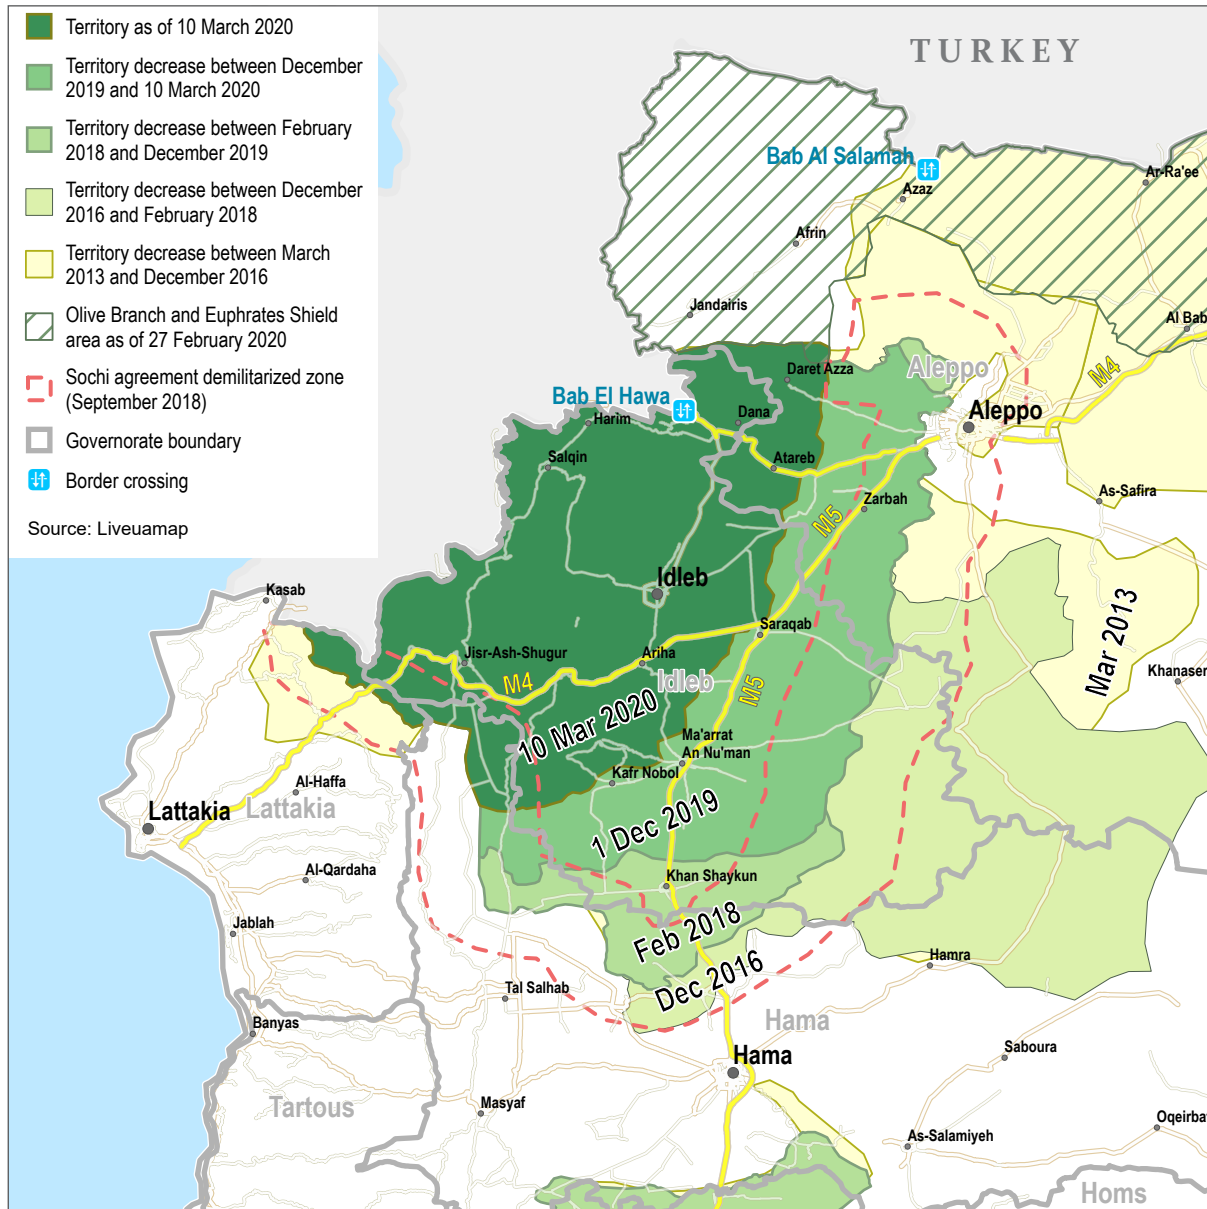 Territory as of 10 March 2020
Territory decrease between December
2019 and 10 March 2020
Territory decrease between February
2018 and December 2019
Territory decrease between December
2016 and February 2018
Territory decrease between March
2013 and December 2016
Olive Branch and Euphrates Shield
area as of 27 February 2020
Sochi agreement demilitarized zone
(September 2018)
Governorate boundary
Border crossing
Source: Liveuamap
TURKEY
Bab Al Salamah
Ar-Ra'ee
Azaz
Afrin
Jandairis
Al Bab
Daret Azza
Aleppo
M4
Bab El Hawa
Harim
Dana
Aleppo
Salqin
Atareb
As-Safira
Zarbah
M5
Idleb
Kasab
Saraqab
Jisr-Ash-Shugur
Ariha
Mar 2013
Khanaser
M4
Idleb
M5
10 Mar 2020
Ma'arrat
An Nu'man
Kafr Nobol
Al-Haffa
Lattakia
Lattakia
1 Dec 2019
Al-Qardaha
Khan Shaykun
Jablah
Feb 2018
Hamra
Dec 2016
Tal Salhab
Banyas
Hama
Saboura
Hama
Tartous
Masyaf
Oqeirba
As-Salamiyeh
Homs